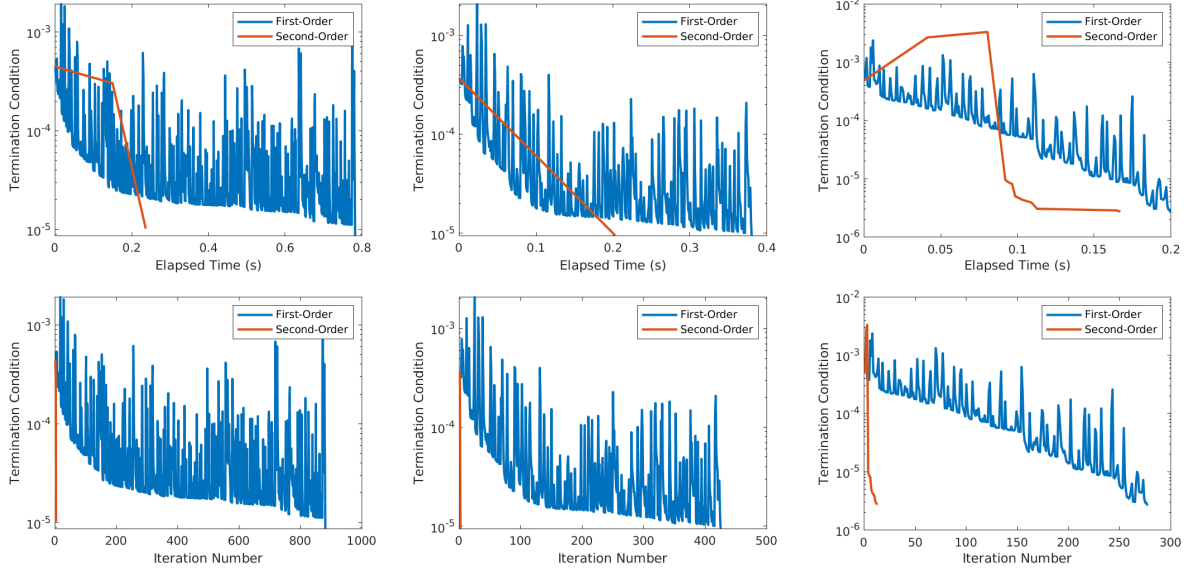 10^-3
10^-4
10^-5
Termination Condition
First-Order
Second-Order
0 0.2 0.4 0.6 0.8
Elapsed Time (s)
10^-3
10^-4
10^-5
Termination Condition
First-Order
Second-Order
0 0.1 0.2 0.3 0.4
Elapsed Time (s)
10^-2
10^-3
10^-4
10^-5
10^-6
Termination Condition
First-Order
Second-Order
0 0.05 0.1 0.15 0.2
Elapsed Time (s)
10^-3
10^-4
10^-5
Termination Condition
First-Order
Second-Order
0 200 400 600 800 1000
Iteration Number
10^-3
10^-4
10^-5
Termination Condition
First-Order
Second-Order
0 100 200 300 400 500
Iteration Number
10^-2
10^-3
10^-4
10^-5
10^-6
Termination Condition
First-Order
Second-Order
0 50 100 150 200 250 300
Iteration Number